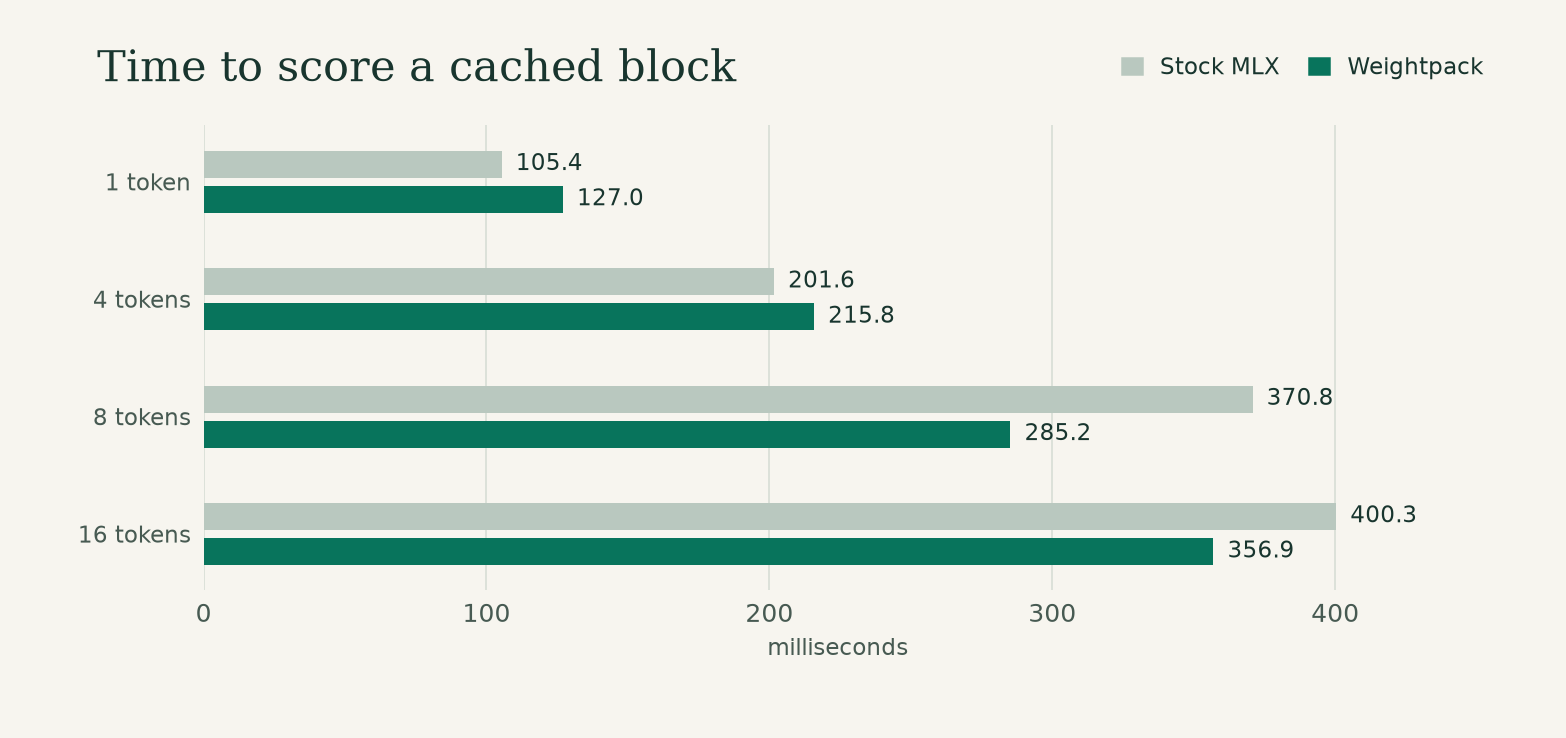 Time to score a cached block
Stock MLX
Weightpack
1 token
105.4
127.0
4 tokens
201.6
215.8
8 tokens
370.8
285.2
16 tokens
400.3
356.9
0 100 200 300 400
milliseconds